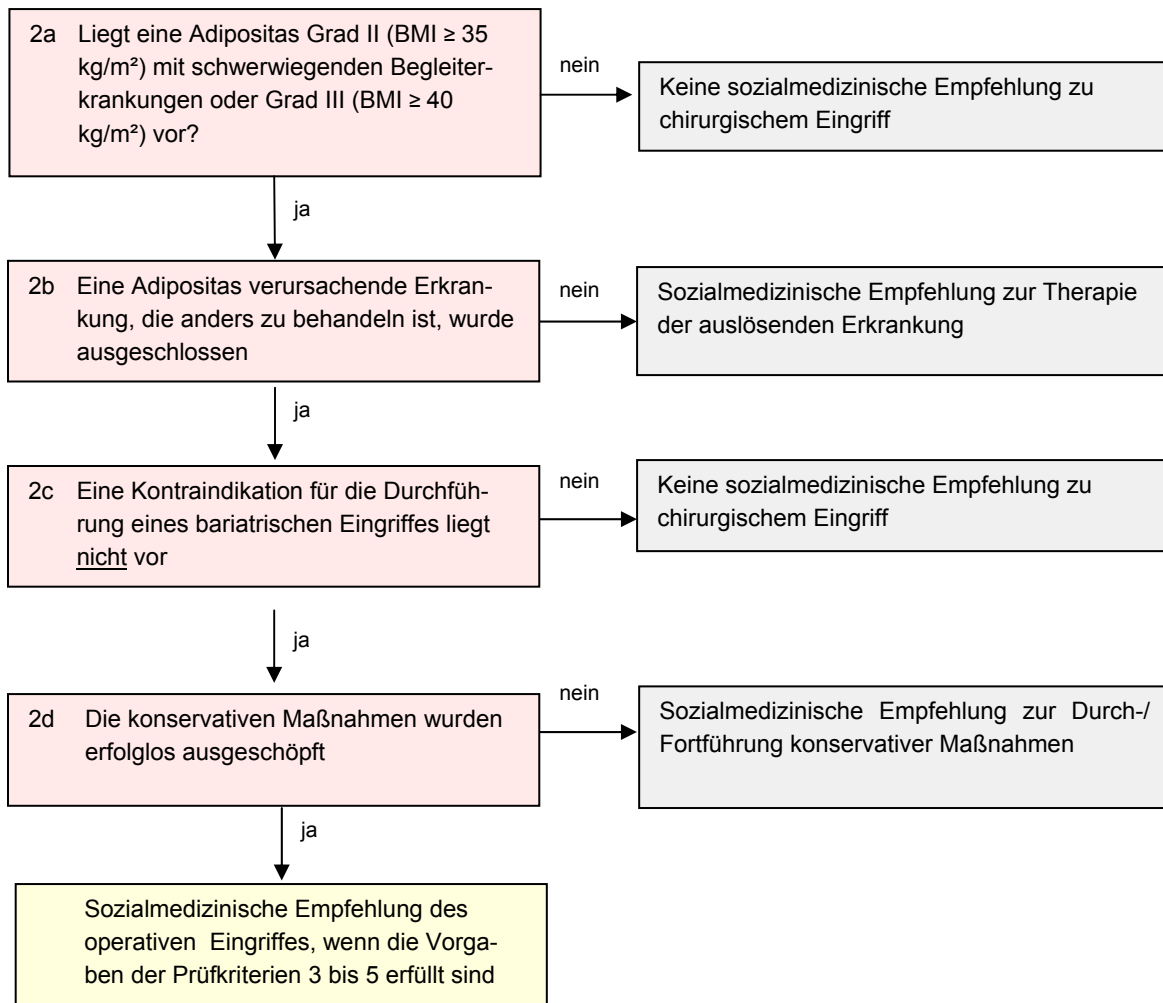 2a Liegt eine Adipositas Grad II (BMI ≥ 35
kg/m²) mit schwerwiegenden Begleiter-
krankungen oder Grad III (BMI ≥ 40
kg/m²) vor?
nein
Keine sozialmedizinische Empfehlung zu
chirurgischem Eingriff
ja
2b Eine Adipositas verursachende Erkran-
kung, die anders zu behandeln ist, wurde
ausgeschlossen
nein
Sozialmedizinische Empfehlung zur Therapie
der auslösenden Erkrankung
ja
2c Eine Kontraindikation für die Durchfüh-
rung eines bariatrischen Eingriffes liegt
nicht vor
nein
Keine sozialmedizinische Empfehlung zu
chirurgischem Eingriff
ja
2d Die konservativen Maßnahmen wurden
erfolglos ausgeschöpft
nein
Sozialmedizinische Empfehlung zur Durch-/
Fortführung konservativer Maßnahmen
ja
Sozialmedizinische Empfehlung des
operativen Eingriffes, wenn die Vorga-
ben der Prüfkriterien 3 bis 5 erfüllt sind